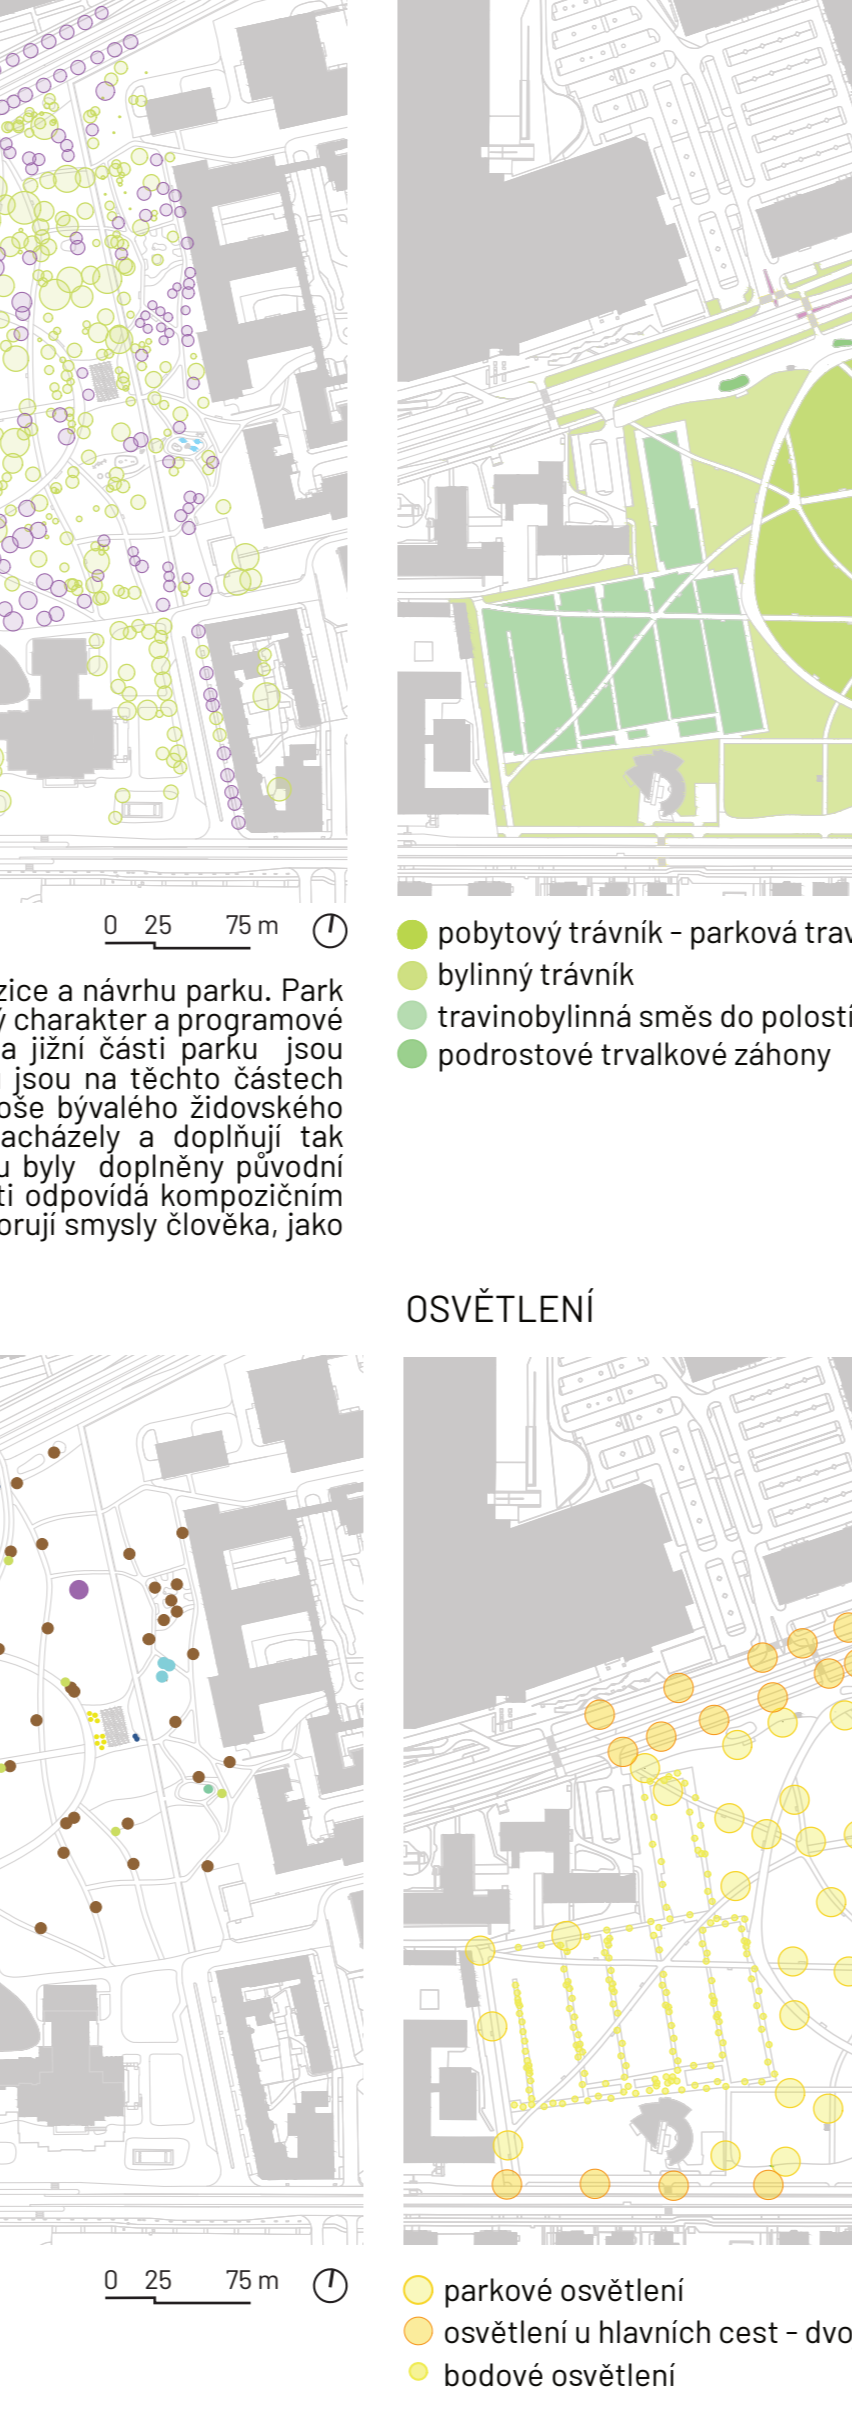 0 25 75 m
zice a návrhu parku. Park
charakter a programové
a jižní části parku jsou
jsou na těchto částech
oše bývalého židovského
acházely a doplňují tak
u byly doplněny původní
ti odpovídá kompozičním
orují smysly člověka, jako
pobytový trávník - parková trav
bylinný trávník
travinobylinná směs do polostí
podrostové trvalkové záhony
OSVĚTLENÍ
0 25 75 m
parkové osvětlení
osvětlení u hlavních cest - dvo
bodové osvětlení